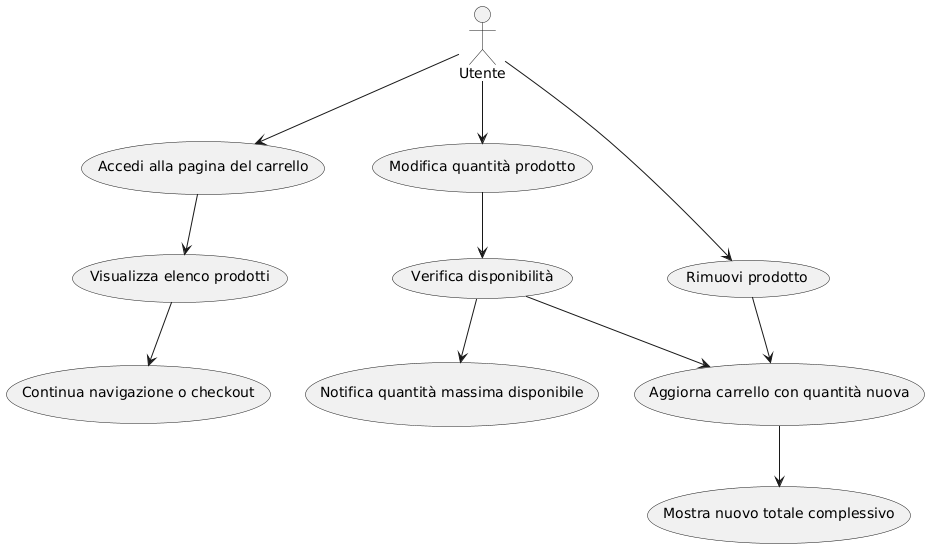 Utente
Accedi alla pagina del carrello
Modifica quantità prodotto
Visualizza elenco prodotti
Verifica disponibilità
Rimuovi prodotto
Continua navigazione o checkout
Notifica quantità massima disponibile
Aggiorna carrello con quantità nuova
Mostra nuovo totale complessivo